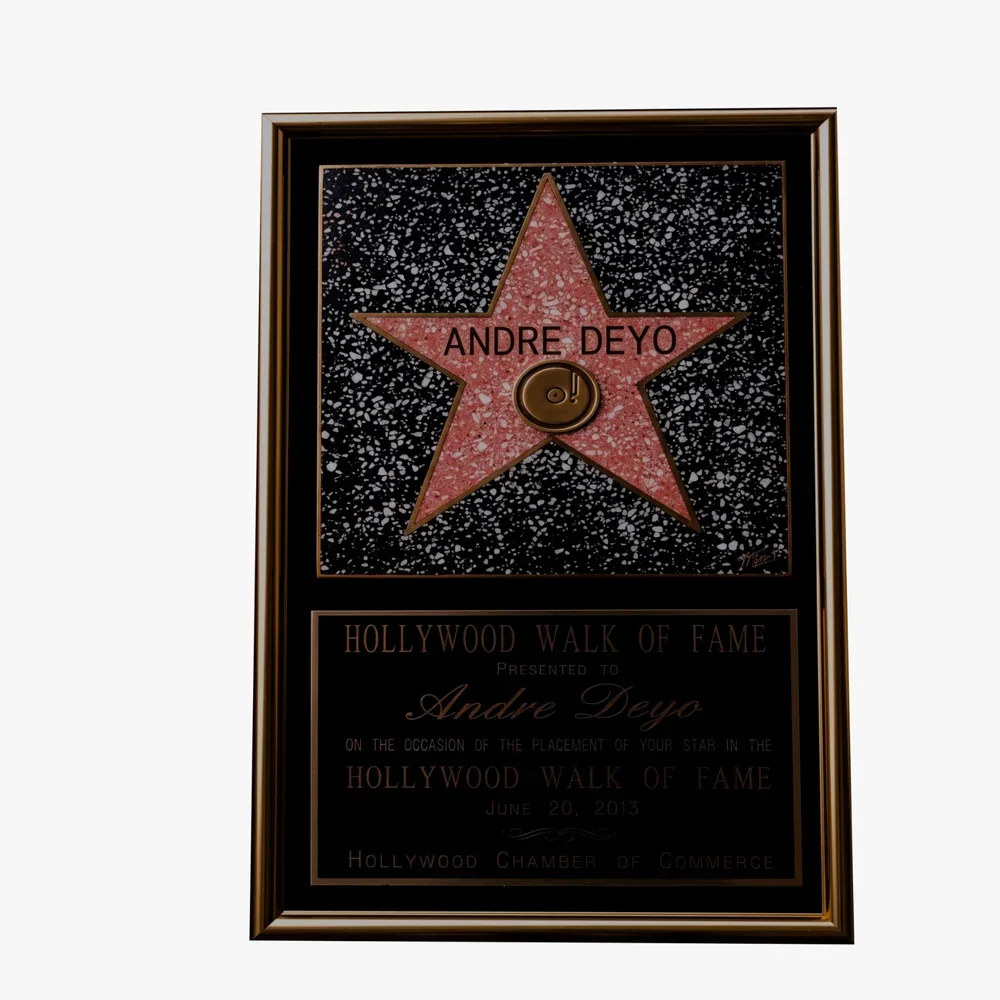 ANDRE DEYO
HOLLYWOOD WALK OF FAME
PRESENTED TO
Andre Deyo
ON THE OCCASION OF THE PLACEMENT OF YOUR STAR IN THE
HOLLYWOOD WALK OF FAME
JUNE 20, 2013
HOLLYWOOD CHAMBER OF COMMERCE